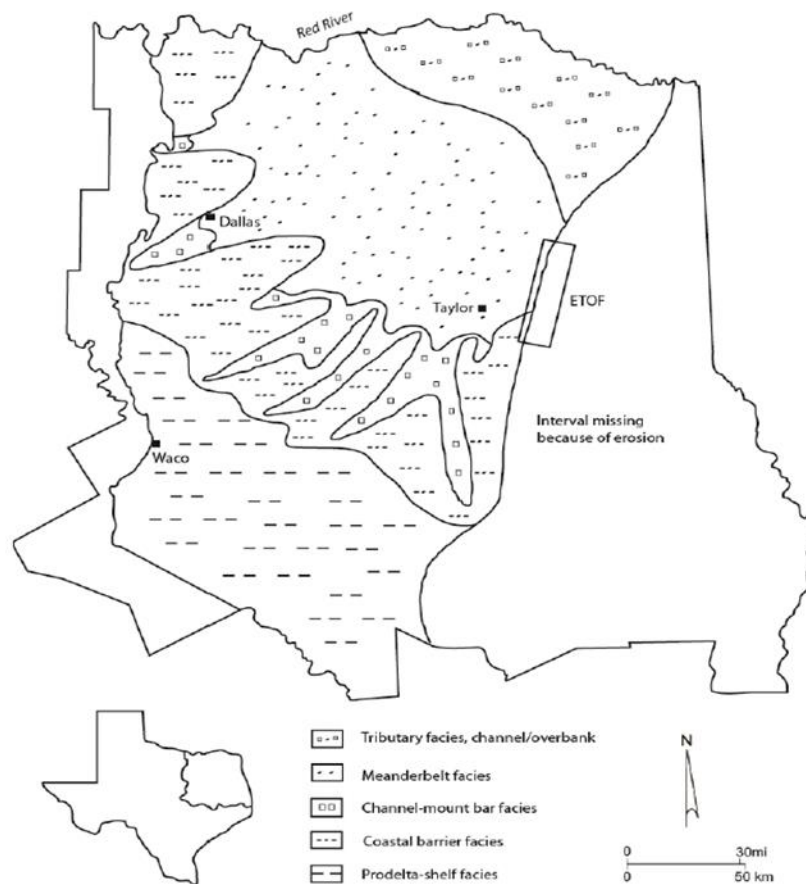 Red River
Dallas
Taylor
ETOF
Interval missing
because of erosion
Waco
Tributary facies, channel/overbank
Meanderbelt facies
Channel-mount bar facies
Coastal barrier facies
Prodelta-shelf facies
N
0 30mi
0 50 km